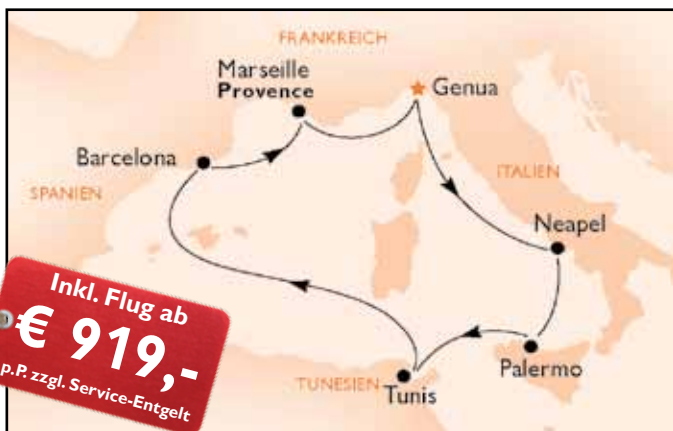 FRANKREICH
Marseille
Provence
Genua
Barcelona
SPANIEN
ITALIEN
Neapel
Inkl. Flug ab
€ 919,-
p.P. zzgl. Service-Entgelt
Palermo
TUNESIEN
Tunis